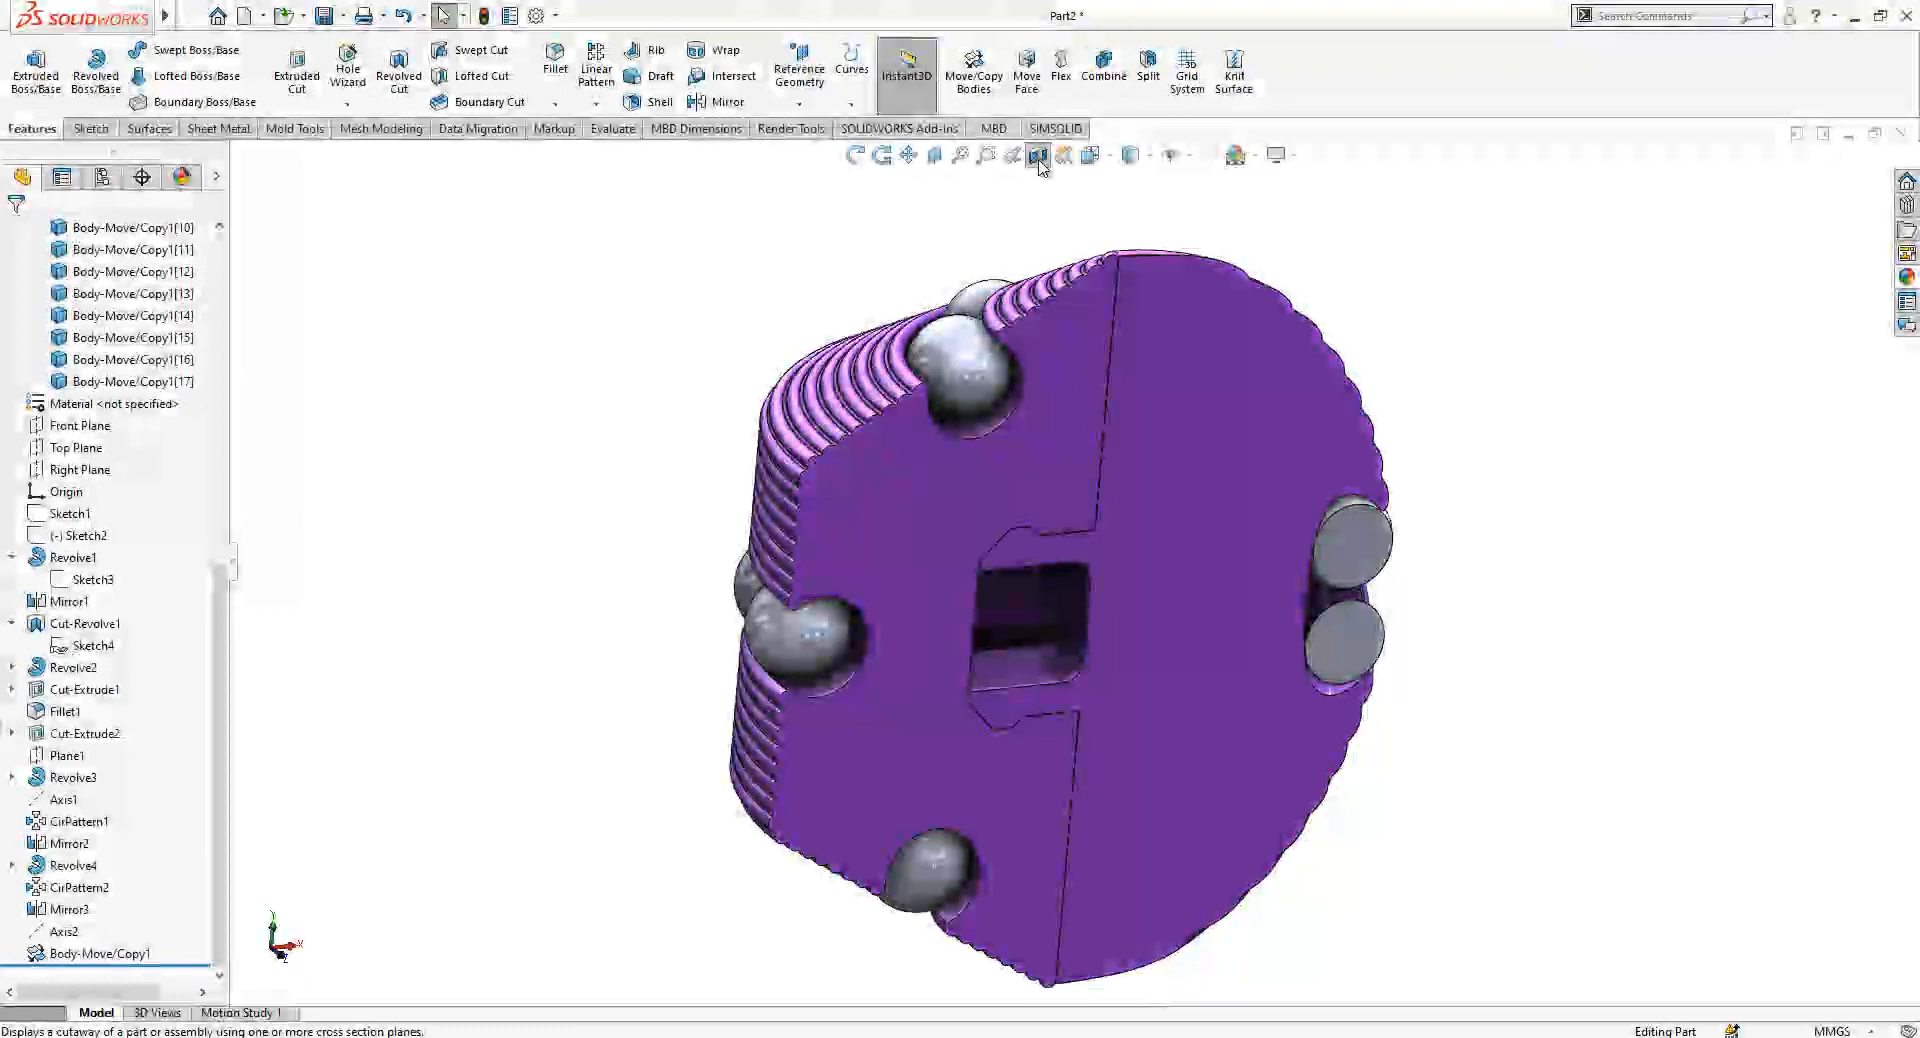 SOLIDWORKS
Part2 *
Search Commands
?
Extruded Boss/Base
Revolved Boss/Base
Swept Boss/Base
Lofted Boss/Base
Boundary Boss/Base
Extruded Cut
Hole Wizard
Revolved Cut
Swept Cut
Lofted Cut
Boundary Cut
Fillet
Linear Pattern
Rib
Draft
Shell
Wrap
Intersect
Mirror
Reference Geometry
Curves
Instant3D
Move/Copy Bodies
Move Face
Flex
Combine
Split
Grid System
Knit Surface
Features
Sketch
Surfaces
Sheet Metal
Mold Tools
Mesh Modeling
Data Migration
Markup
Evaluate
MBD Dimensions
Render Tools
SOLIDWORKS Add-Ins
MBD
SIMSOLID
Body-Move/Copy1[10]
Body-Move/Copy1[11]
Body-Move/Copy1[12]
Body-Move/Copy1[13]
Body-Move/Copy1[14]
Body-Move/Copy1[15]
Body-Move/Copy1[16]
Body-Move/Copy1[17]
Material <not specified>
Front Plane
Top Plane
Right Plane
Origin
Sketch1
(-) Sketch2
Revolve1
Sketch3
Mirror1
Cut-Revolve1
Sketch4
Revolve2
Cut-Extrude1
Fillet1
Cut-Extrude2
Plane1
Revolve3
Axis1
CirPattern1
Mirror2
Revolve4
CirPattern2
Mirror3
Axis2
Body-Move/Copy1
Model
3D Views
Motion Study 1
Displays a cutaway of a part or assembly using one or more cross section planes.
Editing Part
MMGS